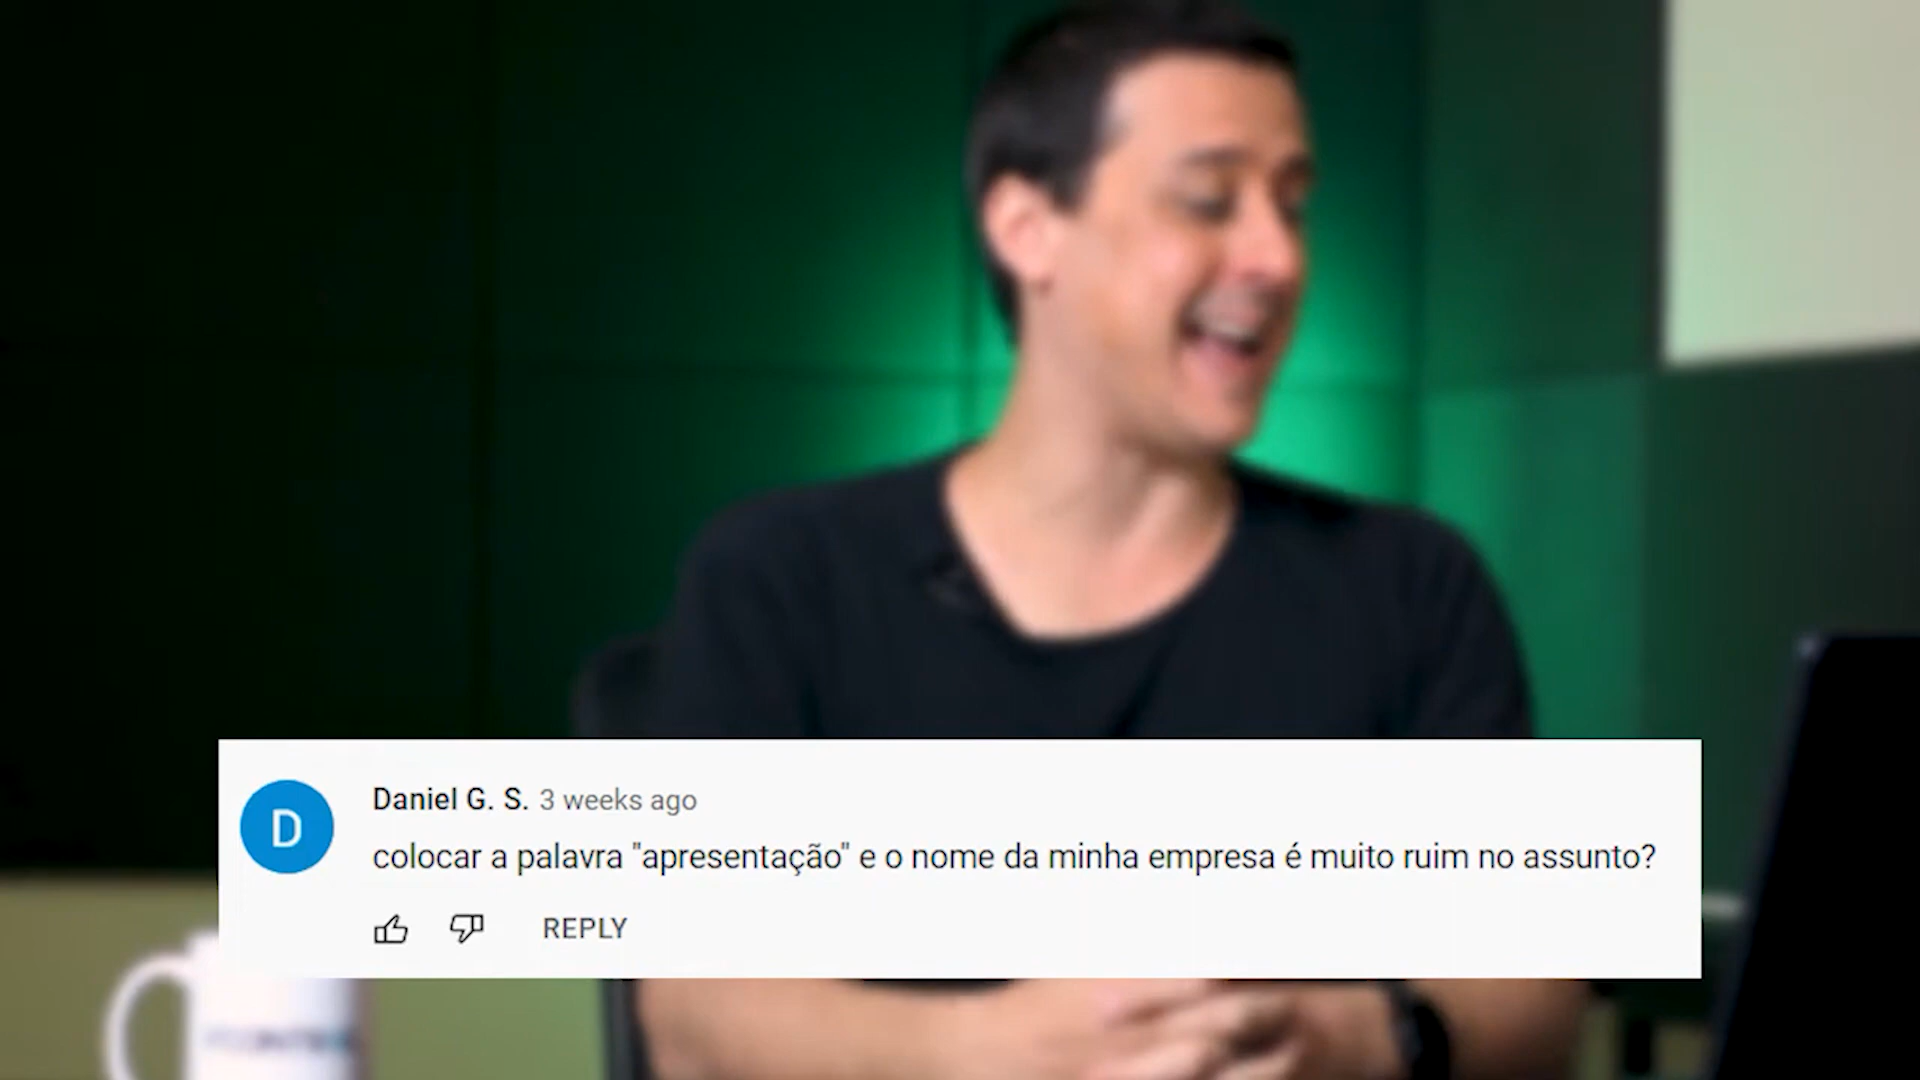 D
Daniel G. S. 3 weeks ago
colocar a palavra "apresentação" e o nome da minha empresa é muito ruim no assunto?
REPLY